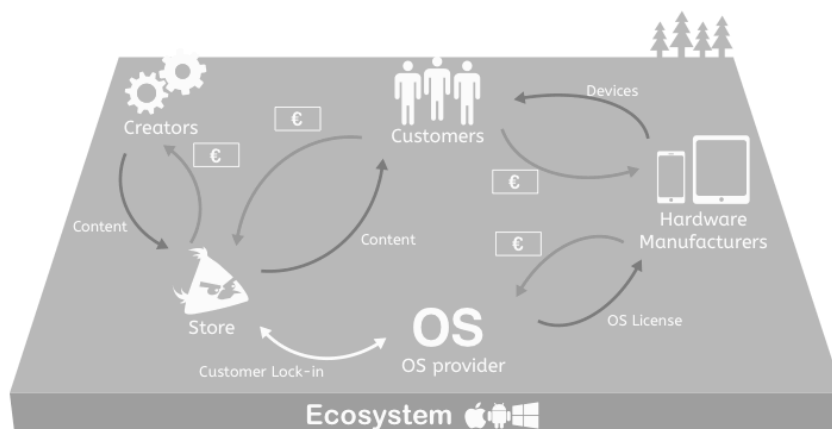 Devices
€
Creators
Customers
€
€
Hardware
Manufacturers
Content
Content
€
Store
OS
OS License
OS provider
Customer Lock-in
Ecosystem